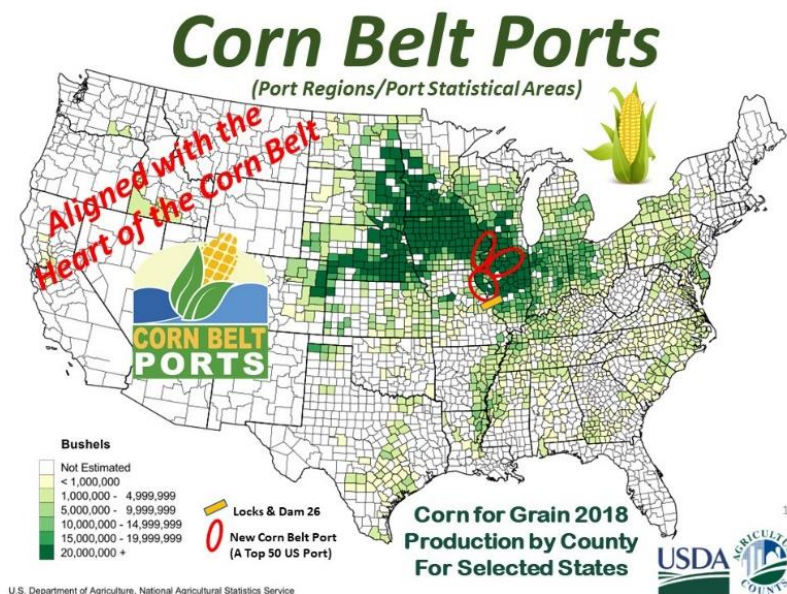 Corn Belt Ports
(Port Regions/Port Statistical Areas)
Aligned with the
Heart of the Corn Belt
CORN BELT
PORTS
Bushels
Not Estimated
< 1,000,000
1,000,000 - 4,999,999
5,000,000 - 9,999,999
10,000,000 - 14,999,999
15,000,000 - 19,999,999
20,000,000 +
Locks & Dam 26
New Corn Belt Port
(A Top 50 US Port)
Corn for Grain 2018
Production by County
For Selected States
1
USDA
AGRICULTURE
COUNTS
U.S. Department of Agriculture, National Agricultural Statistics Service